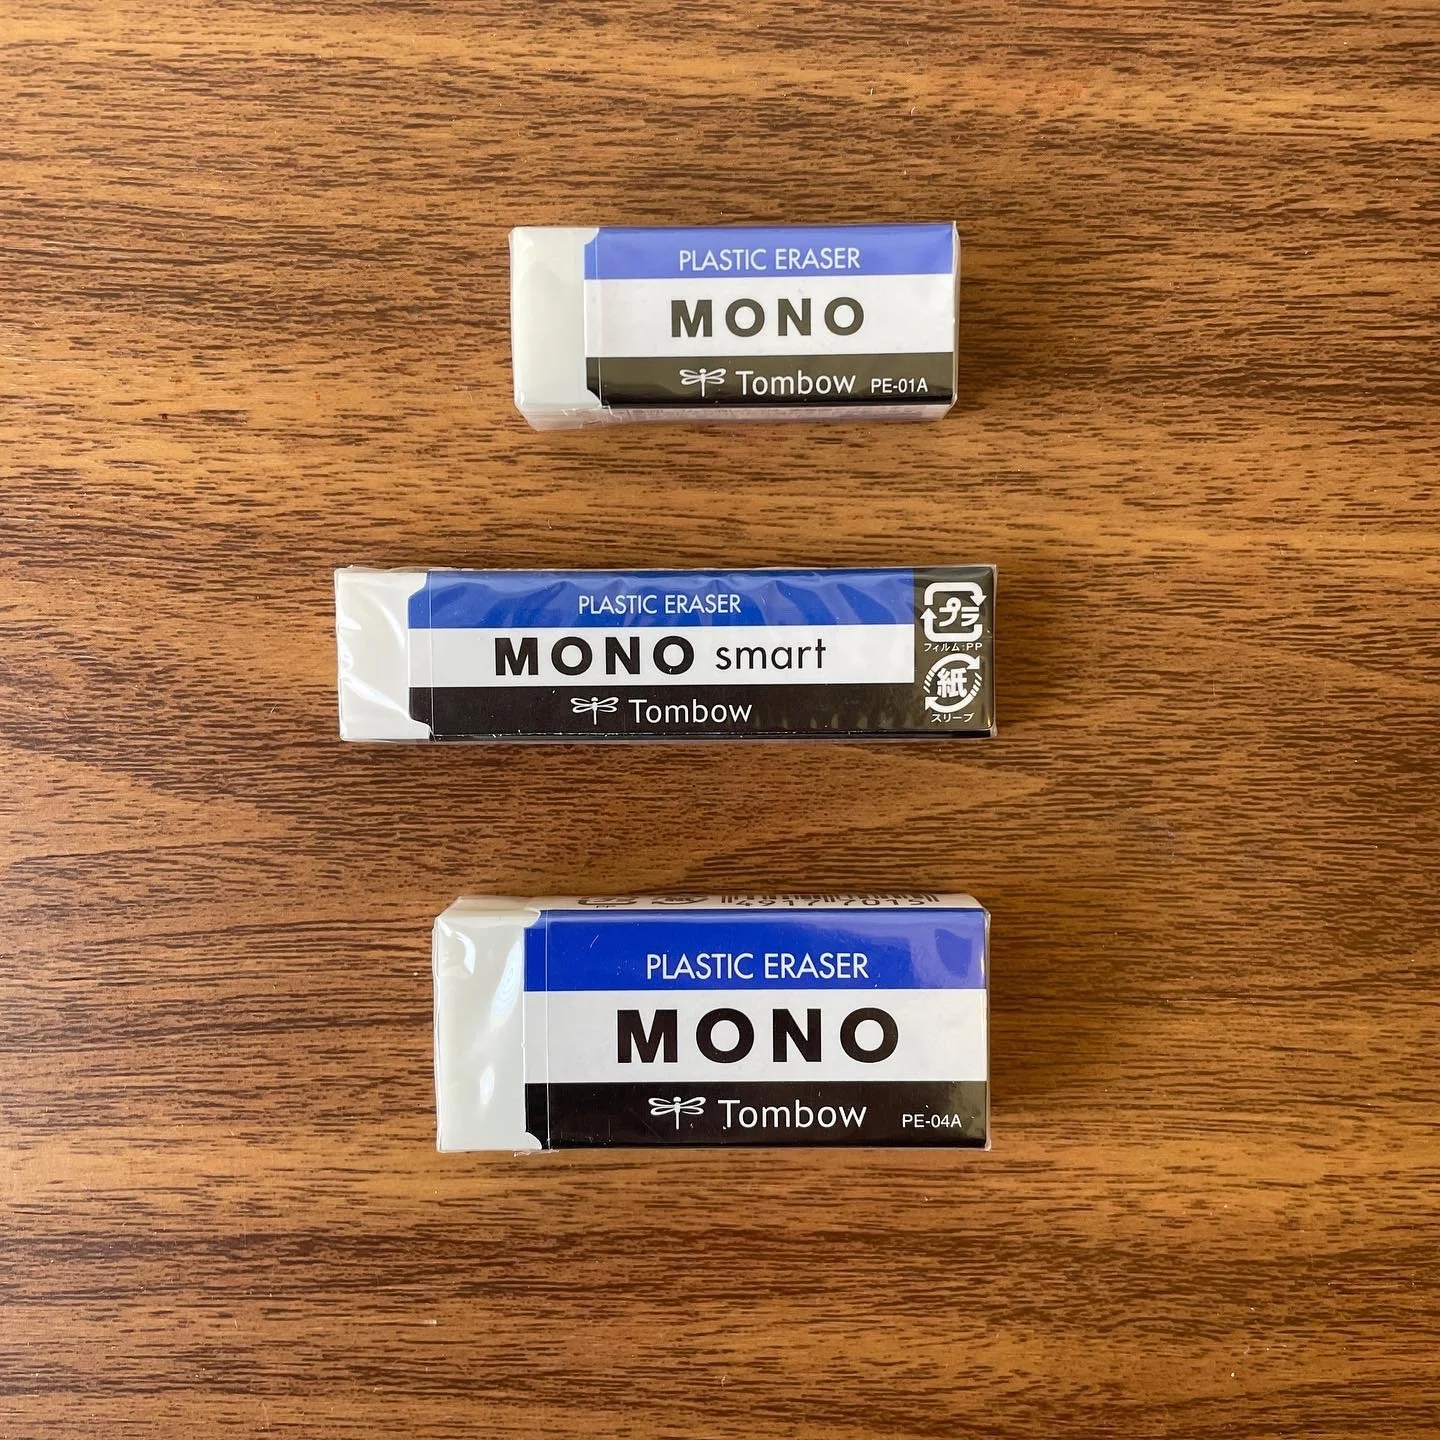 PLASTIC ERASER
MONO
Tombow PE-01A
PLASTIC ERASER
MONO smart
Tombow
プラ
フィルム:PP
紙
スリーブ
PLASTIC ERASER
MONO
Tombow PE-04A